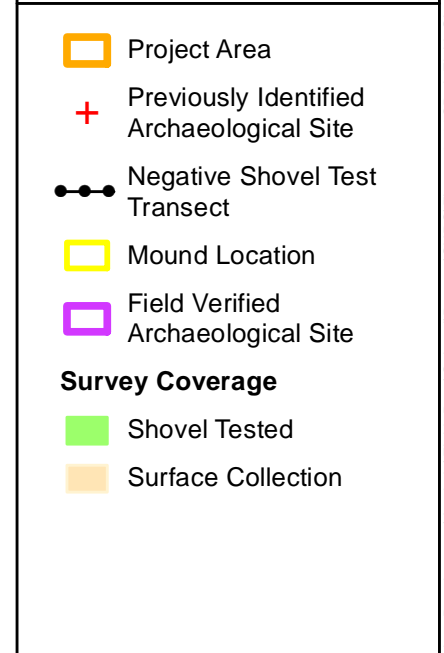 Project Area
Previously Identified
Archaeological Site
Negative Shovel Test
Transect
Mound Location
Field Verified
Archaeological Site
Survey Coverage
Shovel Tested
Surface Collection